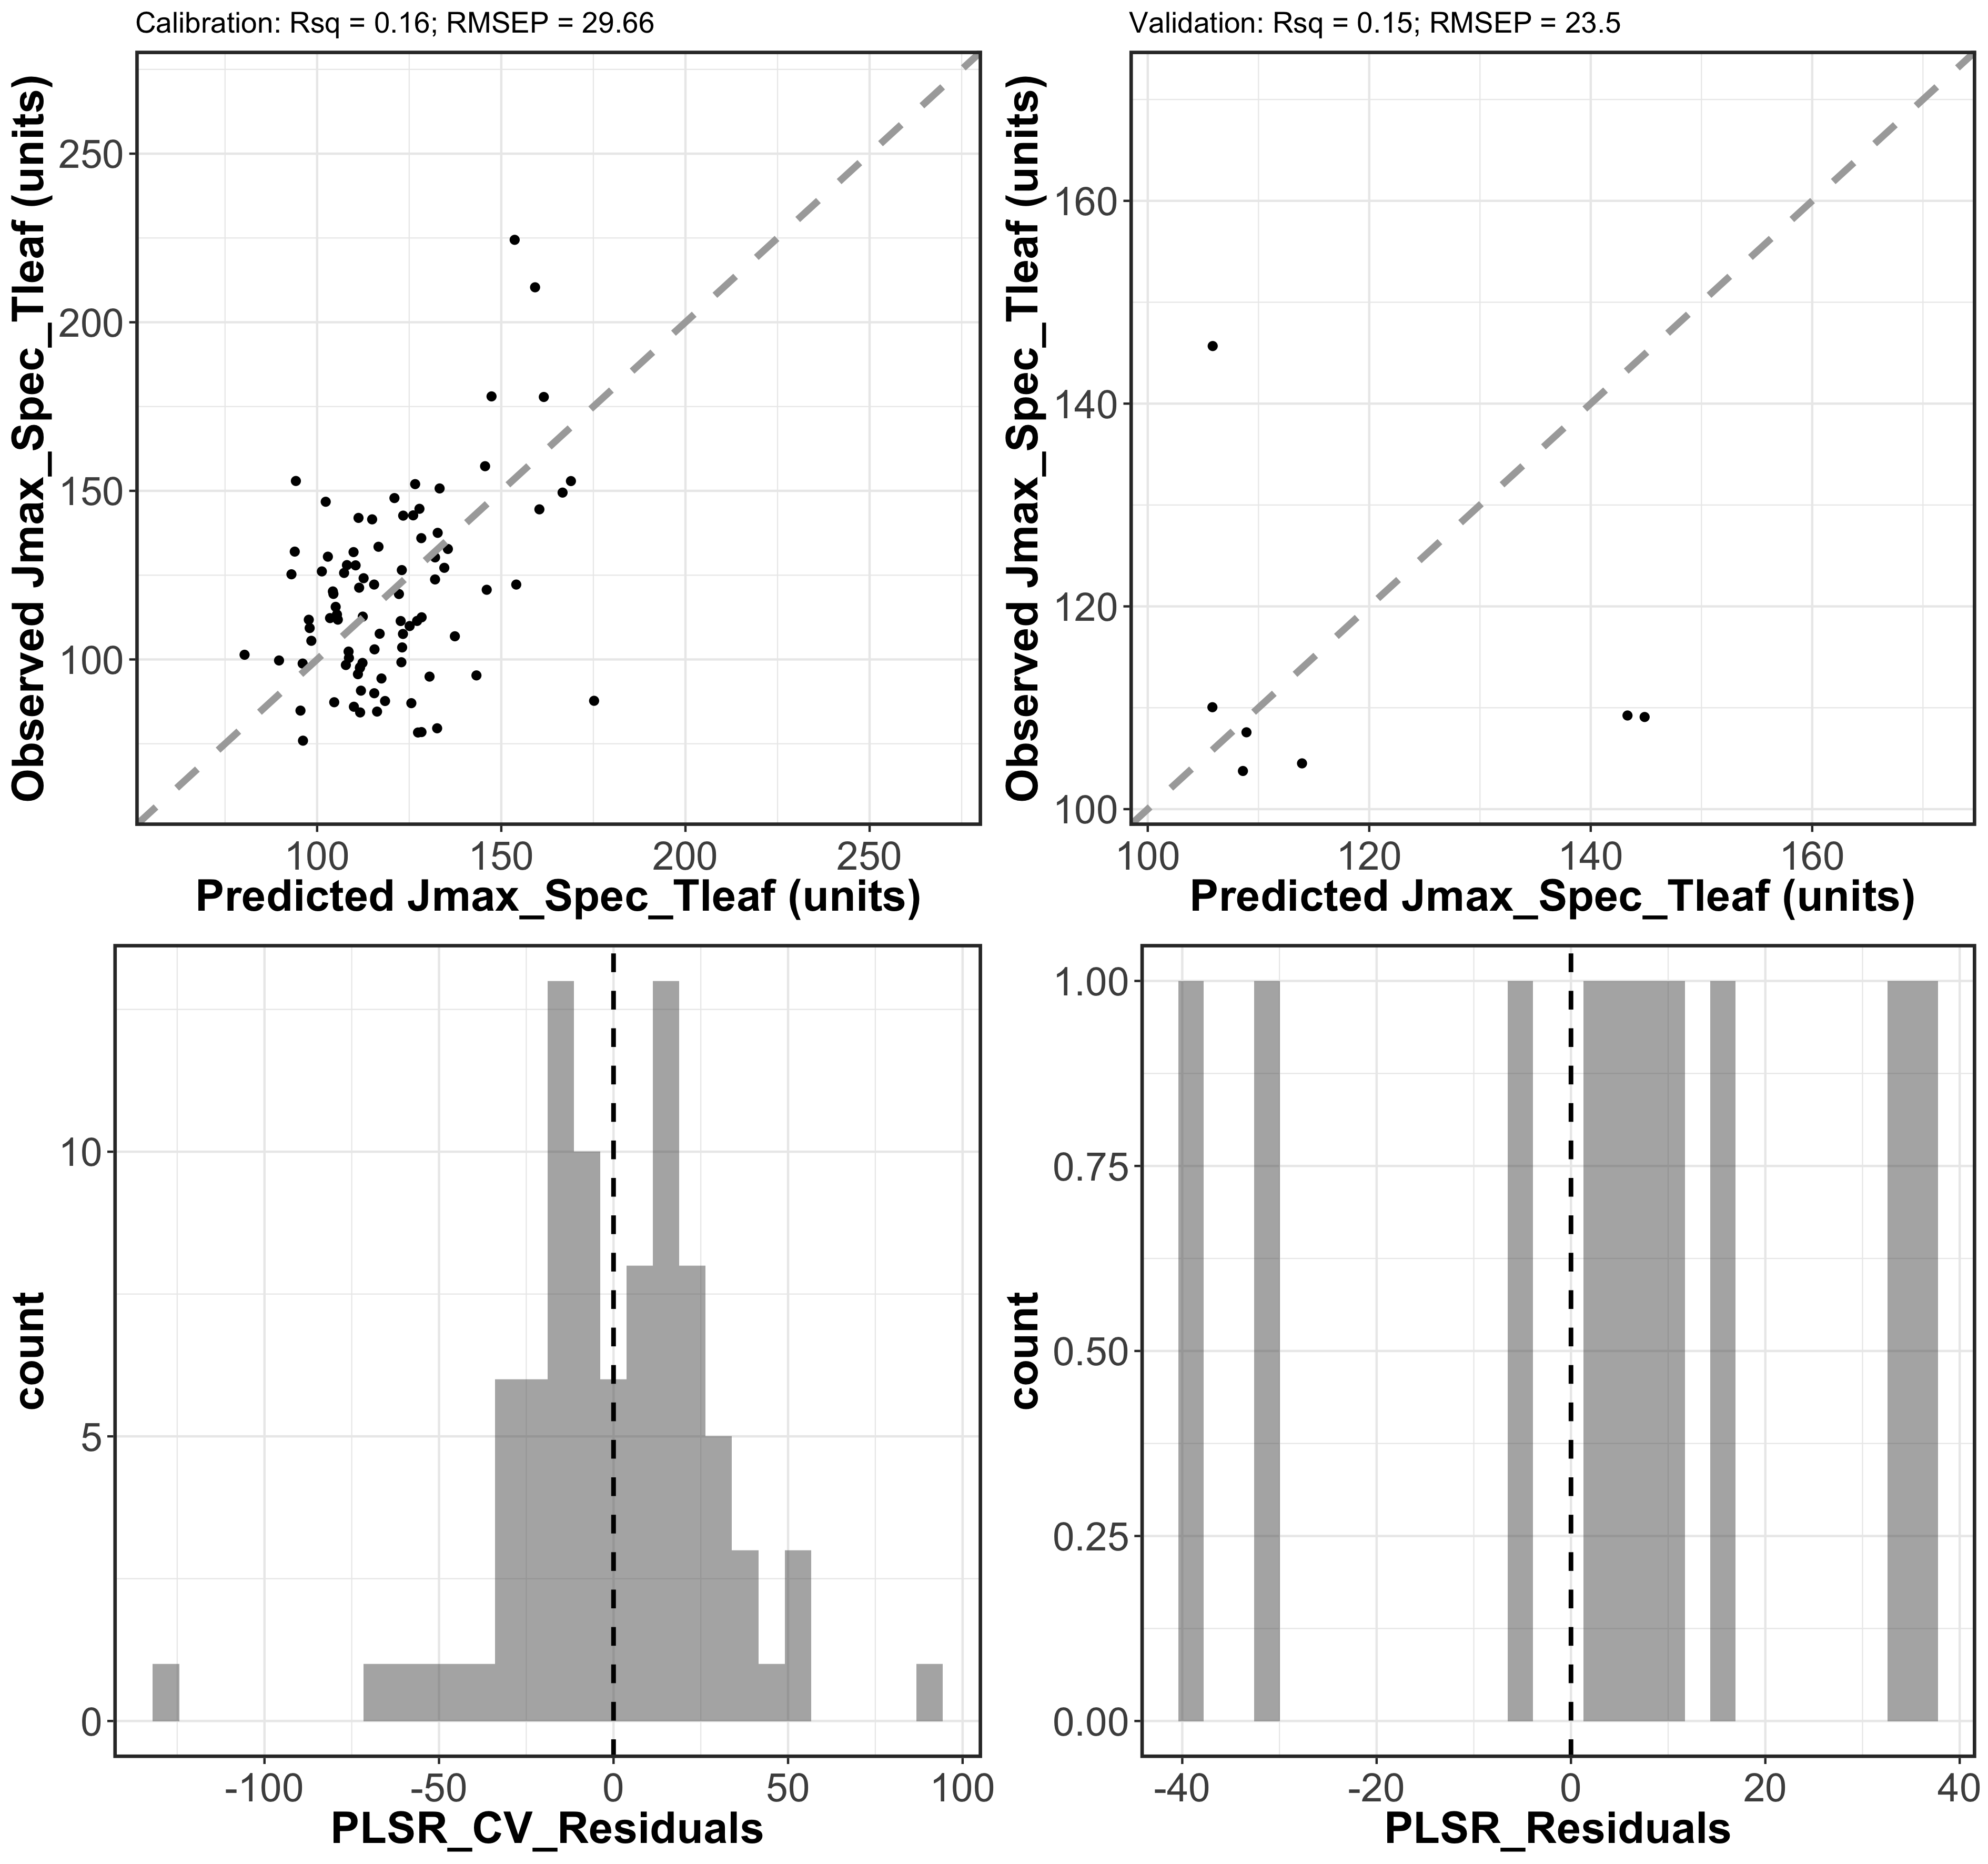 Calibration: Rsq = 0.16; RMSEP = 29.66
Observed Jmax_Spec_Tleaf (units)
250
200
150
100
100 150 200 250
Predicted Jmax_Spec_Tleaf (units)
Validation: Rsq = 0.15; RMSEP = 23.5
Observed Jmax_Spec_Tleaf (units)
160
140
120
100
100 120 140 160
Predicted Jmax_Spec_Tleaf (units)
count
10
5
0
-100 -50 0 50 100
PLSR_CV_Residuals
count
1.00
0.75
0.50
0.25
0.00
-40 -20 0 20 40
PLSR_Residuals